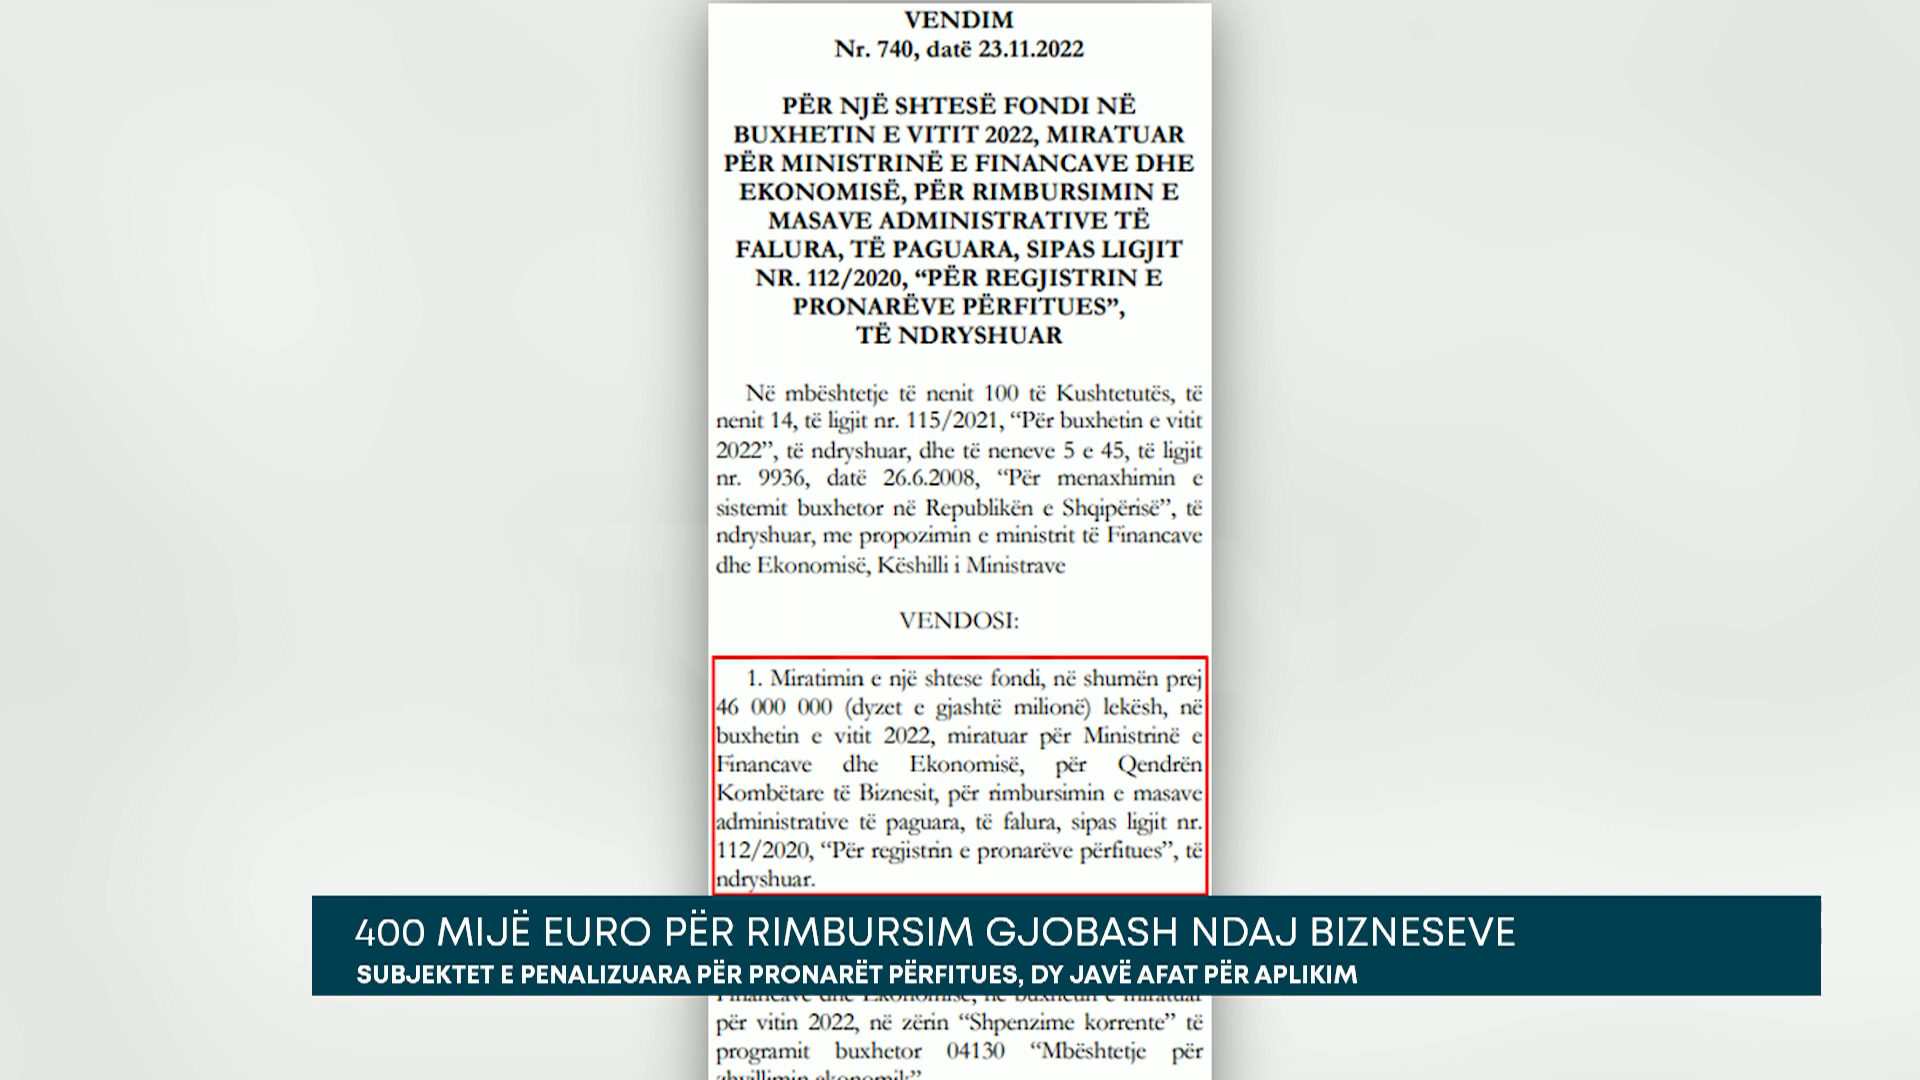 VENDIM
Nr. 740, datë 23.11.2022
PËR NJË SHTESË FONDI NË
BUXHETIN E VITIT 2022, MIRATUAR
PËR MINISTRINË E FINANCAVE DHE
EKONOMISË, PËR RIMBURSIMIN E
MASAVE ADMINISTRATIVE TË
FALURA, TË PAGUARA, SIPAS LIGJIT
NR. 112/2020, “PËR REGJISTRIN E
PRONARËVE PËRFITUES”,
TË NDRYSHUAR
Në mbështetje të nenit 100 të Kushtetutës, të
nenit 14, të ligjit nr. 115/2021, “Për buxhetin e vitit
2022”, të ndryshuar, dhe të neneve 5 e 45, të ligjit
nr. 9936, datë 26.6.2008, “Për menaxhimin e
sistemit buxhetor në Republikën e Shqipërisë”, të
ndryshuar, me propozimin e ministrit të Financave
dhe Ekonomisë, Këshilli i Ministrave
VENDOSI:
1. Miratimin e një shtese fondi, në shumën prej
46 000 000 (dyzet e gjashtë milionë) lekësh, në
buxhetin e vitit 2022, miratuar për Ministrinë e
Financave dhe Ekonomisë, për Qendrën
Kombëtare të Biznesit, për rimbursimin e masave
administrative të paguara, të falura, sipas ligjit nr.
112/2020, “Për regjistrin e pronarëve përfitues”, të
ndryshuar.
400 MIJË EURO PËR RIMBURSIM GJOBASH NDAJ BIZNESEVE
SUBJEKTET E PENALIZUARA PËR PRONARËT PËRFITUES, DY JAVË AFAT PËR APLIKIM
Financave dhe Ekonomisë, në buxhetin e miratuar
për vitin 2022, në zërin “Shpenzime korrente” të
programit buxhetor 04130 “Mbështetje për
zhvillimin ekonomik”